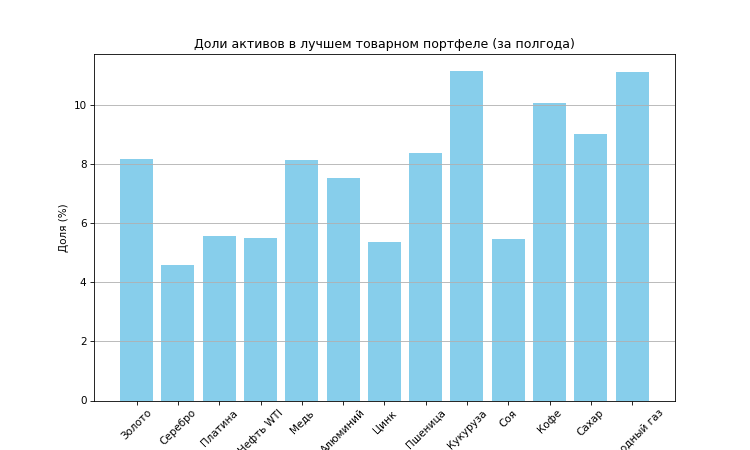 Доли активов в лучшем товарном портфеле (за полгода)
Доля (%)
10
8
6
4
2
0
Золото
Серебро
Платина
Нефть WTI
Медь
Алюминий
Цинк
Пшеница
Кукуруза
Соя
Кофе
Сахар
газ